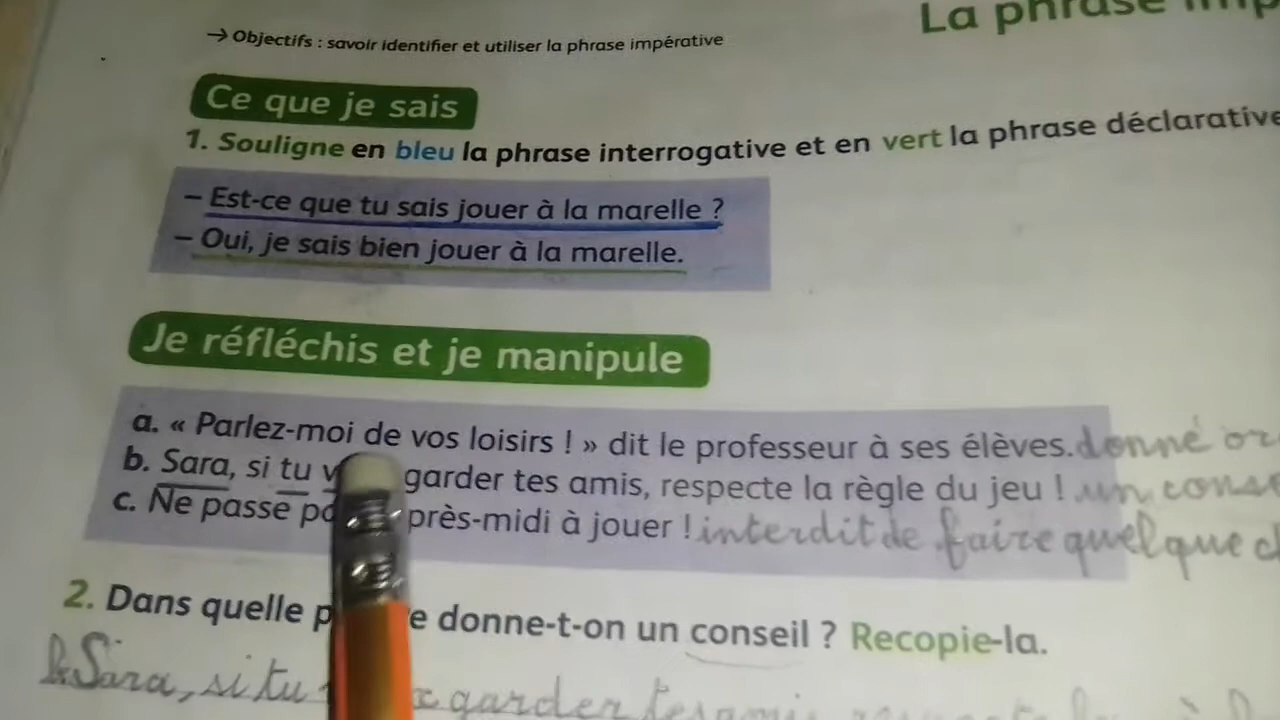 La phrase
→ Objectifs : savoir identifier et utiliser la phrase impérative
Ce que je sais
1. Souligne en bleu la phrase interrogative et en vert la phrase déclarative
– Est-ce que tu sais jouer à la marelle ?
– Oui, je sais bien jouer à la marelle.
Je réfléchis et je manipule
a. « Parlez-moi de vos loisirs ! » dit le professeur à ses élèves. donné
b. Sara, si tu garder tes amis, respecte la règle du jeu ! un
c. Ne passe près-midi à jouer ! interdit de faire quelque
2. Dans quelle donne-t-on un conseil ? Recopie-la.
b. Sara, si tu garder tes amis